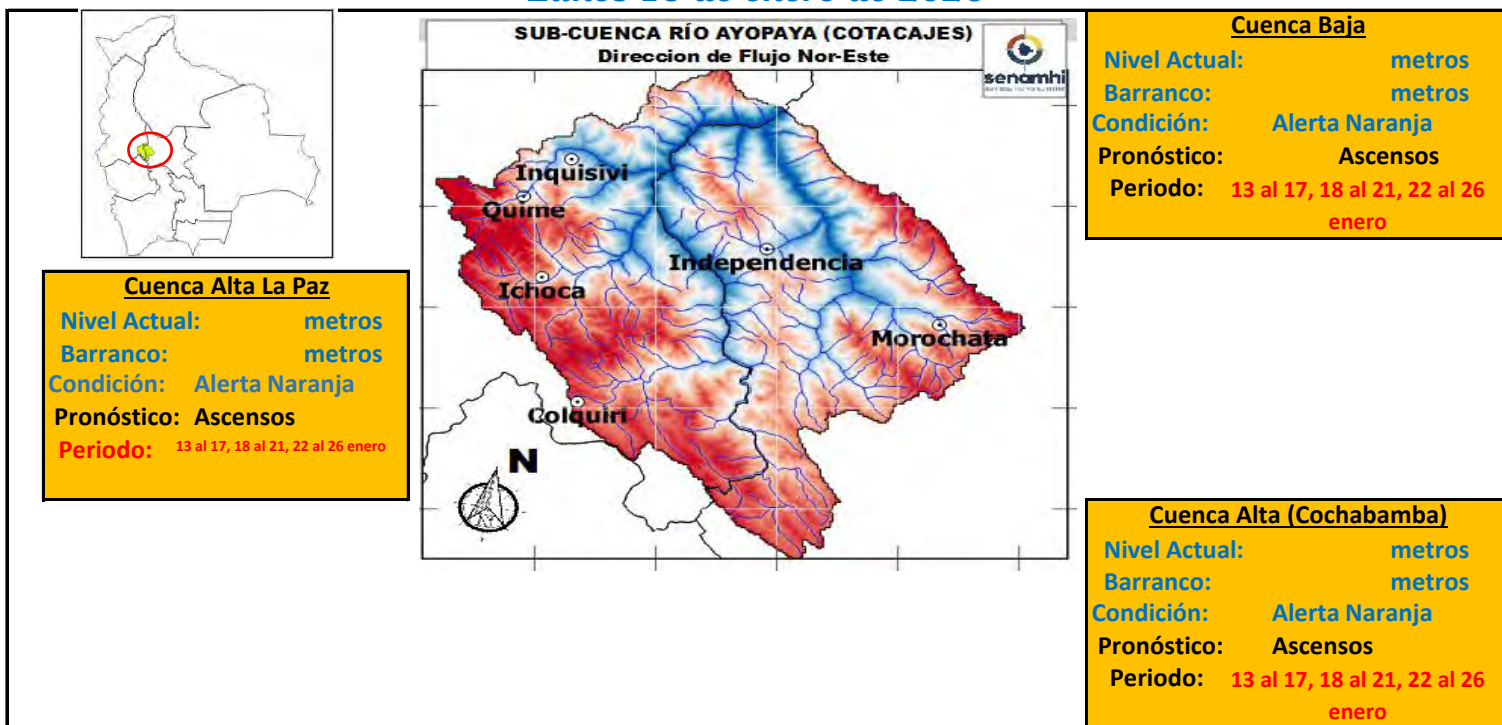 SUB-CUENCA RÍO AYOPAYA (COTACAJES)
Direccion de Flujo Nor-Este
senamhi
Inquisivi
Quime
Independencia
Ichoca
Morochata
Colquiri
N
Cuenca Alta La Paz
Nivel Actual: metros
Barranco: metros
Condición: Alerta Naranja
Pronóstico: Ascensos
Periodo: 13 al 17, 18 al 21, 22 al 26 enero
Cuenca Baja
Nivel Actual: metros
Barranco: metros
Condición: Alerta Naranja
Pronóstico: Ascensos
Periodo: 13 al 17, 18 al 21, 22 al 26
enero
Cuenca Alta (Cochabamba)
Nivel Actual: metros
Barranco: metros
Condición: Alerta Naranja
Pronóstico: Ascensos
Periodo: 13 al 17, 18 al 21, 22 al 26
enero